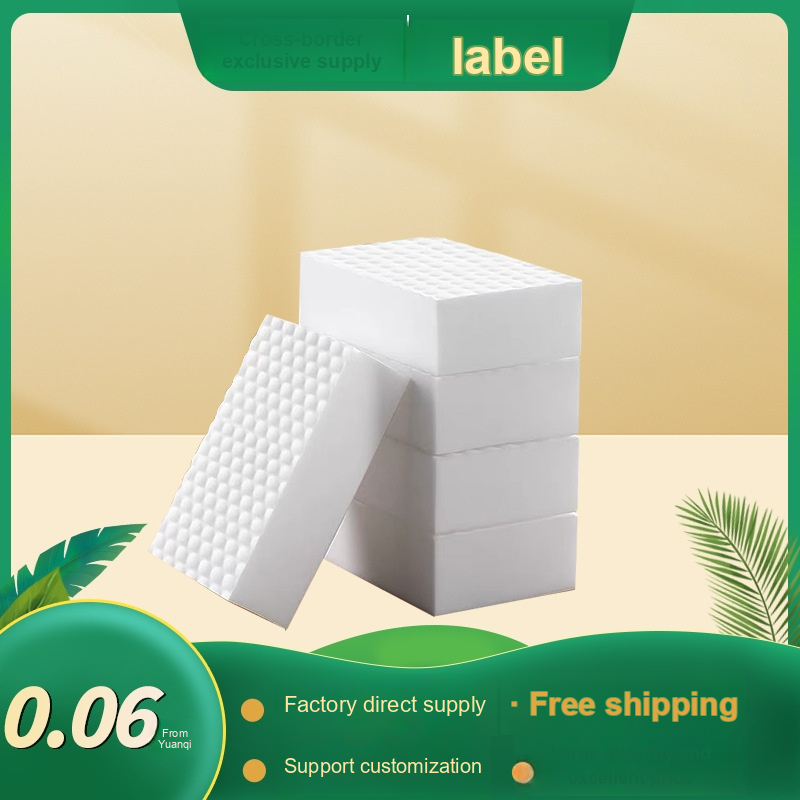 Cross-border
exclusive supply
label
0.06
From
Yuanqi
Factory direct supply
· Free shipping
Support customization